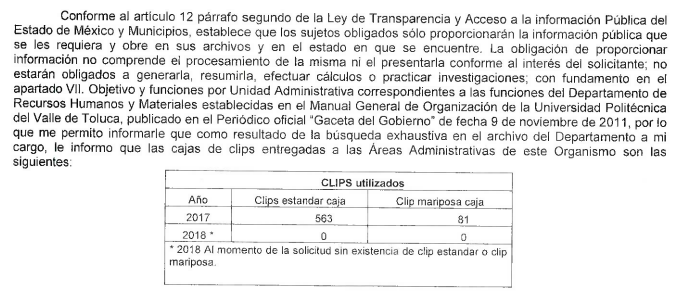 Conforme al artículo 12 párrafo segundo de la Ley de Transparencia y Acceso a la información Pública del
Estado de México y Municipios, establece que los sujetos obligados sólo proporcionarán la información pública que
se les requiera y obre en sus archivos y en el estado en que se encuentre. La obligación de proporcionar
información no comprende el procesamiento de la misma ni el presentarla conforme al interés del solicitante; no
estarán obligados a generarla, resumirla, efectuar cálculos o practicar investigaciones; con fundamento en el
apartado VII. Objetivo y funciones por Unidad Administrativa correspondientes a las funciones del Departamento de
Recursos Humanos y Materiales establecidas en el Manual General de Organización de la Universidad Politécnica
del Valle de Toluca, publicado en el Periódico oficial "Gaceta del Gobierno" de fecha 9 de noviembre de 2011, por lo
que me permito informarle que como resultado de la búsqueda exhaustiva en el archivo del Departamento a mi
cargo, le informo que las cajas de clips entregadas a las Áreas Administrativas de este Organismo son las
siguientes:
CLIPS utilizados
Año Clips estandar caja Clip mariposa caja
2017 563 81
2018 * 0 0
* 2018 Al momento de la solicitud sin existencia de clip estandar o clip
mariposa.